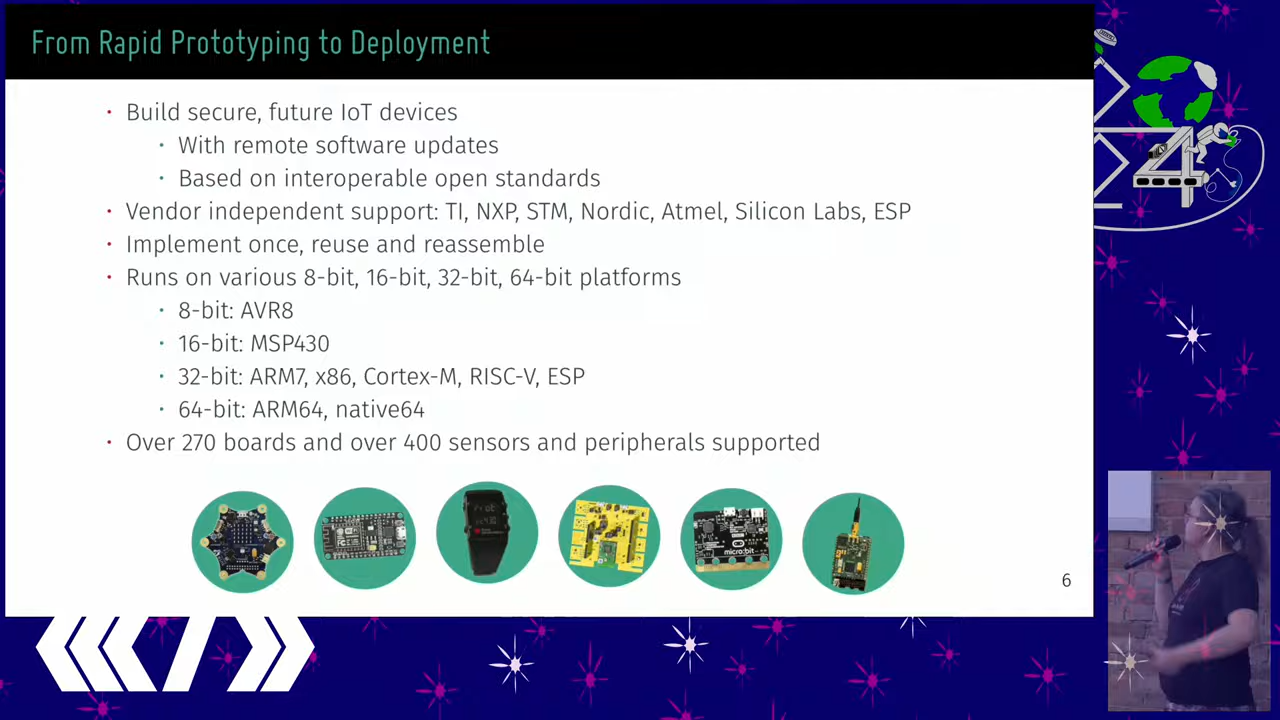 From Rapid Prototyping to Deployment
Build secure, future IoT devices
With remote software updates
Based on interoperable open standards
Vendor independent support: TI, NXP, STM, Nordic, Atmel, Silicon Labs, ESP
Implement once, reuse and reassemble
Runs on various 8-bit, 16-bit, 32-bit, 64-bit platforms
8-bit: AVR8
16-bit: MSP430
32-bit: ARM7, x86, Cortex-M, RISC-V, ESP
64-bit: ARM64, native64
Over 270 boards and over 400 sensors and peripherals supported
micro:bit
6